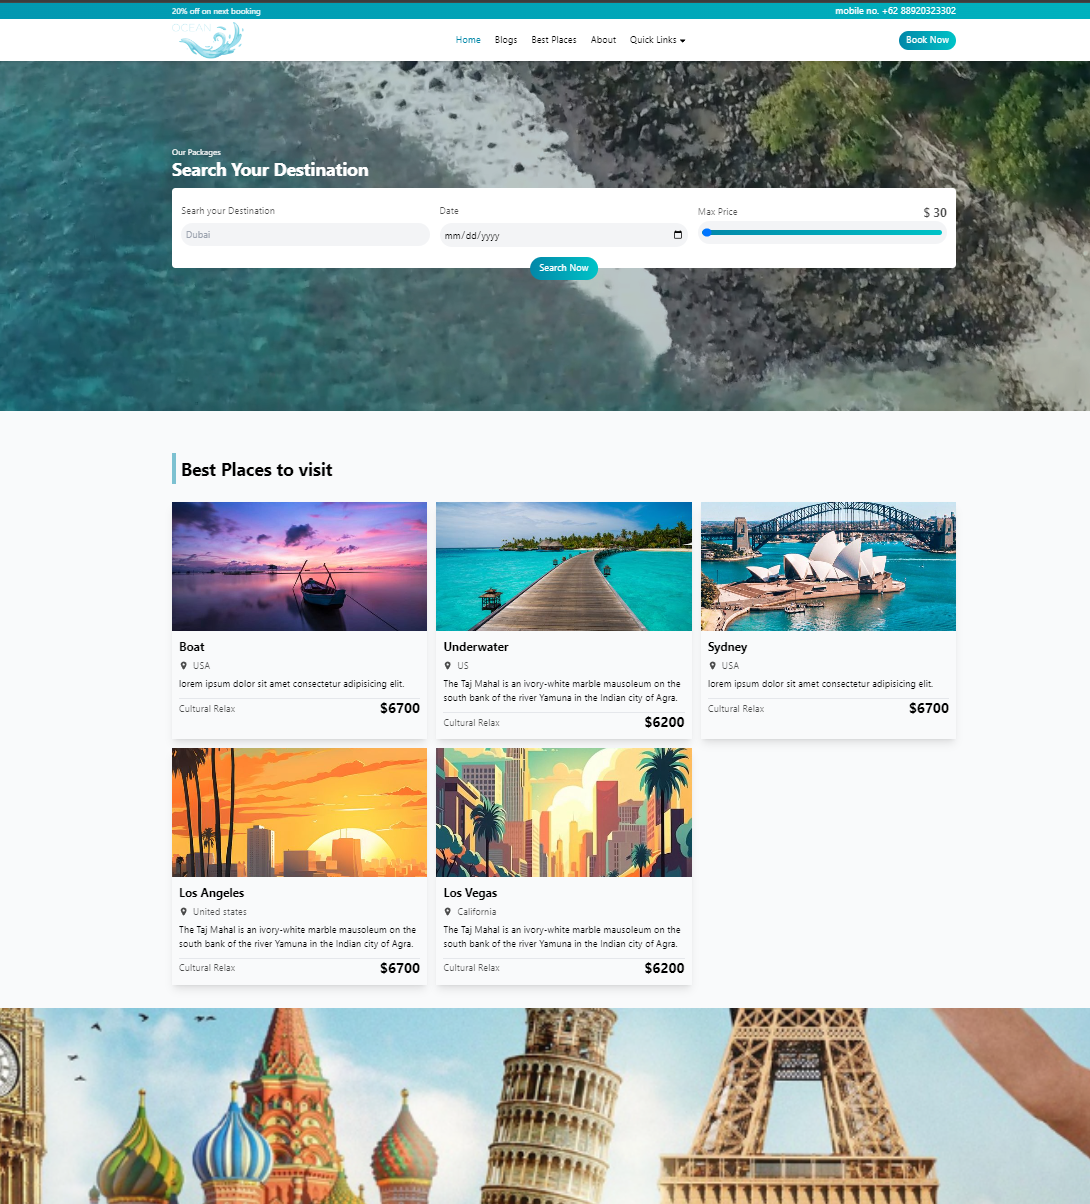 20% off on next booking
mobile no. +62 88920323302
OCEAN
Home
Blogs
Best Places
About
Quick Links
Book Now
Our Packages
Search Your Destination
Searh your Destination
Date
Max Price
$ 30
Dubai
mm/dd/yyyy
Search Now
Best Places to visit
Boat
USA
lorem ipsum dolor sit amet consectetur adipisicing elit.
Cultural Relax
$6700
Underwater
US
The Taj Mahal is an ivory-white marble mausoleum on the
south bank of the river Yamuna in the Indian city of Agra.
Cultural Relax
$6200
Sydney
USA
lorem ipsum dolor sit amet consectetur adipisicing elit.
Cultural Relax
$6700
Los Angeles
United states
The Taj Mahal is an ivory-white marble mausoleum on the
south bank of the river Yamuna in the Indian city of Agra.
Cultural Relax
$6700
Los Vegas
California
The Taj Mahal is an ivory-white marble mausoleum on the
south bank of the river Yamuna in the Indian city of Agra.
Cultural Relax
$6200